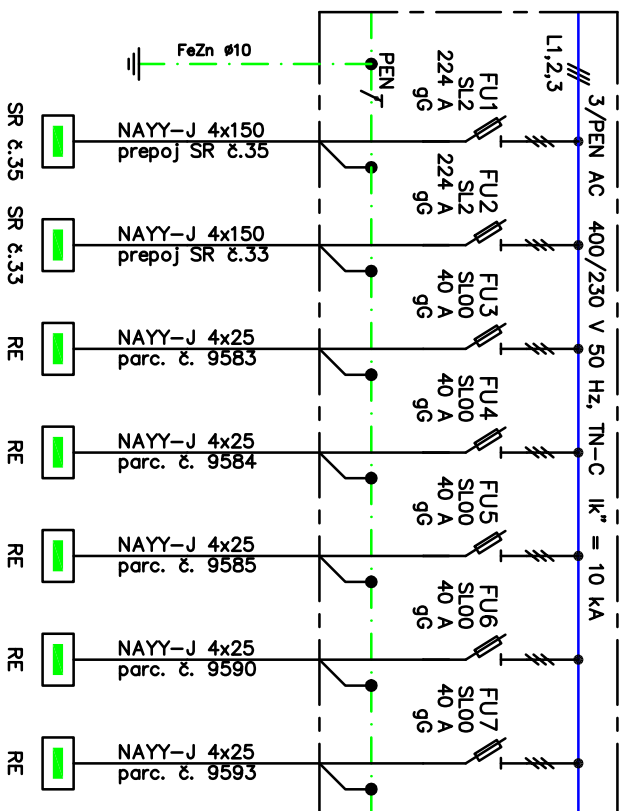 3/PEN AC 400/230 V 50 Hz, TN-C Ik" = 10 kA
L1,2,3
PEN
FeZn ø10
FU1
SL2
224 A
gG
NAYY-J 4x150
prepoj SR č.35
SR č.35
FU2
SL2
224 A
gG
NAYY-J 4x150
prepoj SR č.33
SR č.33
FU3
SL00
40 A
gG
NAYY-J 4x25
parc. č. 9583
RE
FU4
SL00
40 A
gG
NAYY-J 4x25
parc. č. 9584
RE
FU5
SL00
40 A
gG
NAYY-J 4x25
parc. č. 9585
RE
FU6
SL00
40 A
gG
NAYY-J 4x25
parc. č. 9590
RE
FU7
SL00
40 A
gG
NAYY-J 4x25
parc. č. 9593
RE